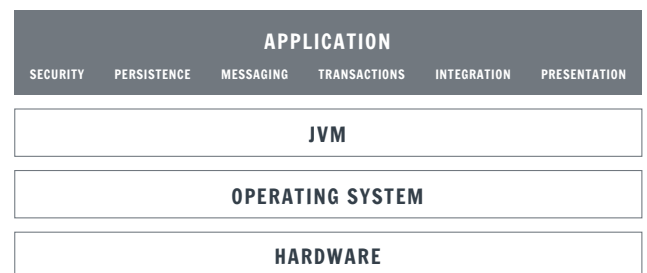 APPLICATION
SECURITY PERSISTENCE MESSAGING TRANSACTIONS INTEGRATION PRESENTATION
JVM
OPERATING SYSTEM
HARDWARE